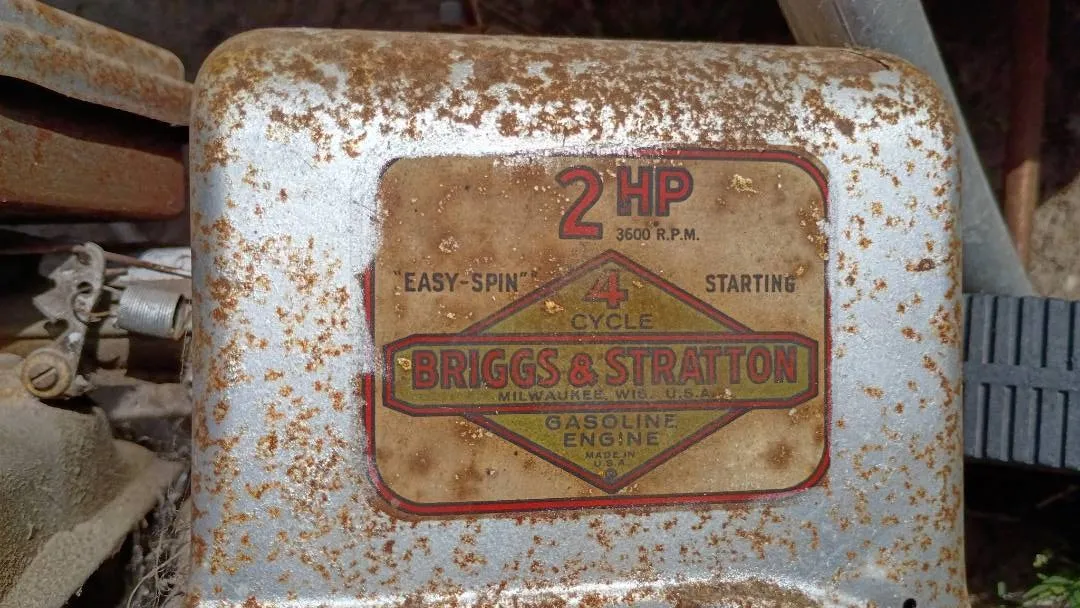 2 HP
3600 R.P.M.
"EASY-SPIN" STARTING
4
CYCLE
BRIGGS & STRATTON
MILWAUKEE, WIS. U.S.A.
GASOLINE
ENGINE
MADE IN
U.S.A.